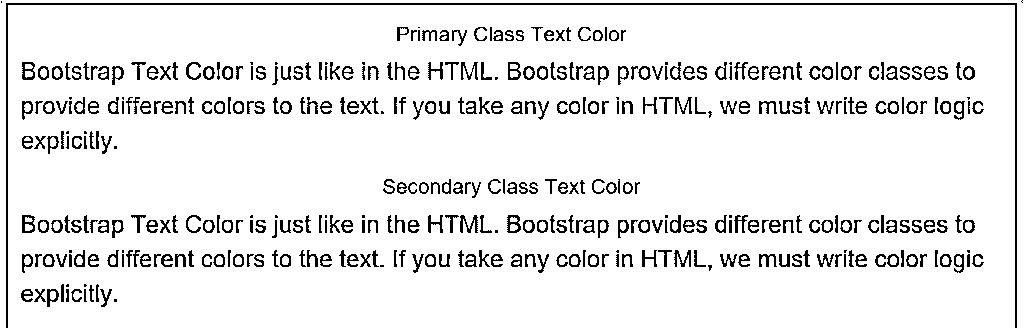 Primary Class Text Color
Bootstrap Text Color is just like in the HTML. Bootstrap provides different color classes to
provide different colors to the text. If you take any color in HTML, we must write color logic
explicitly.
Secondary Class Text Color
Bootstrap Text Color is just like in the HTML. Bootstrap provides different color classes to
provide different colors to the text. If you take any color in HTML, we must write color logic
explicitly.